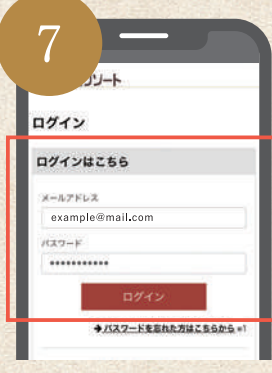 7
リゾート
ログイン
ログインはこちら
メールアドレス
example@mail.com
パスワード
•••••••••••
ログイン
➔パスワードを忘れた方はこちらから ※1